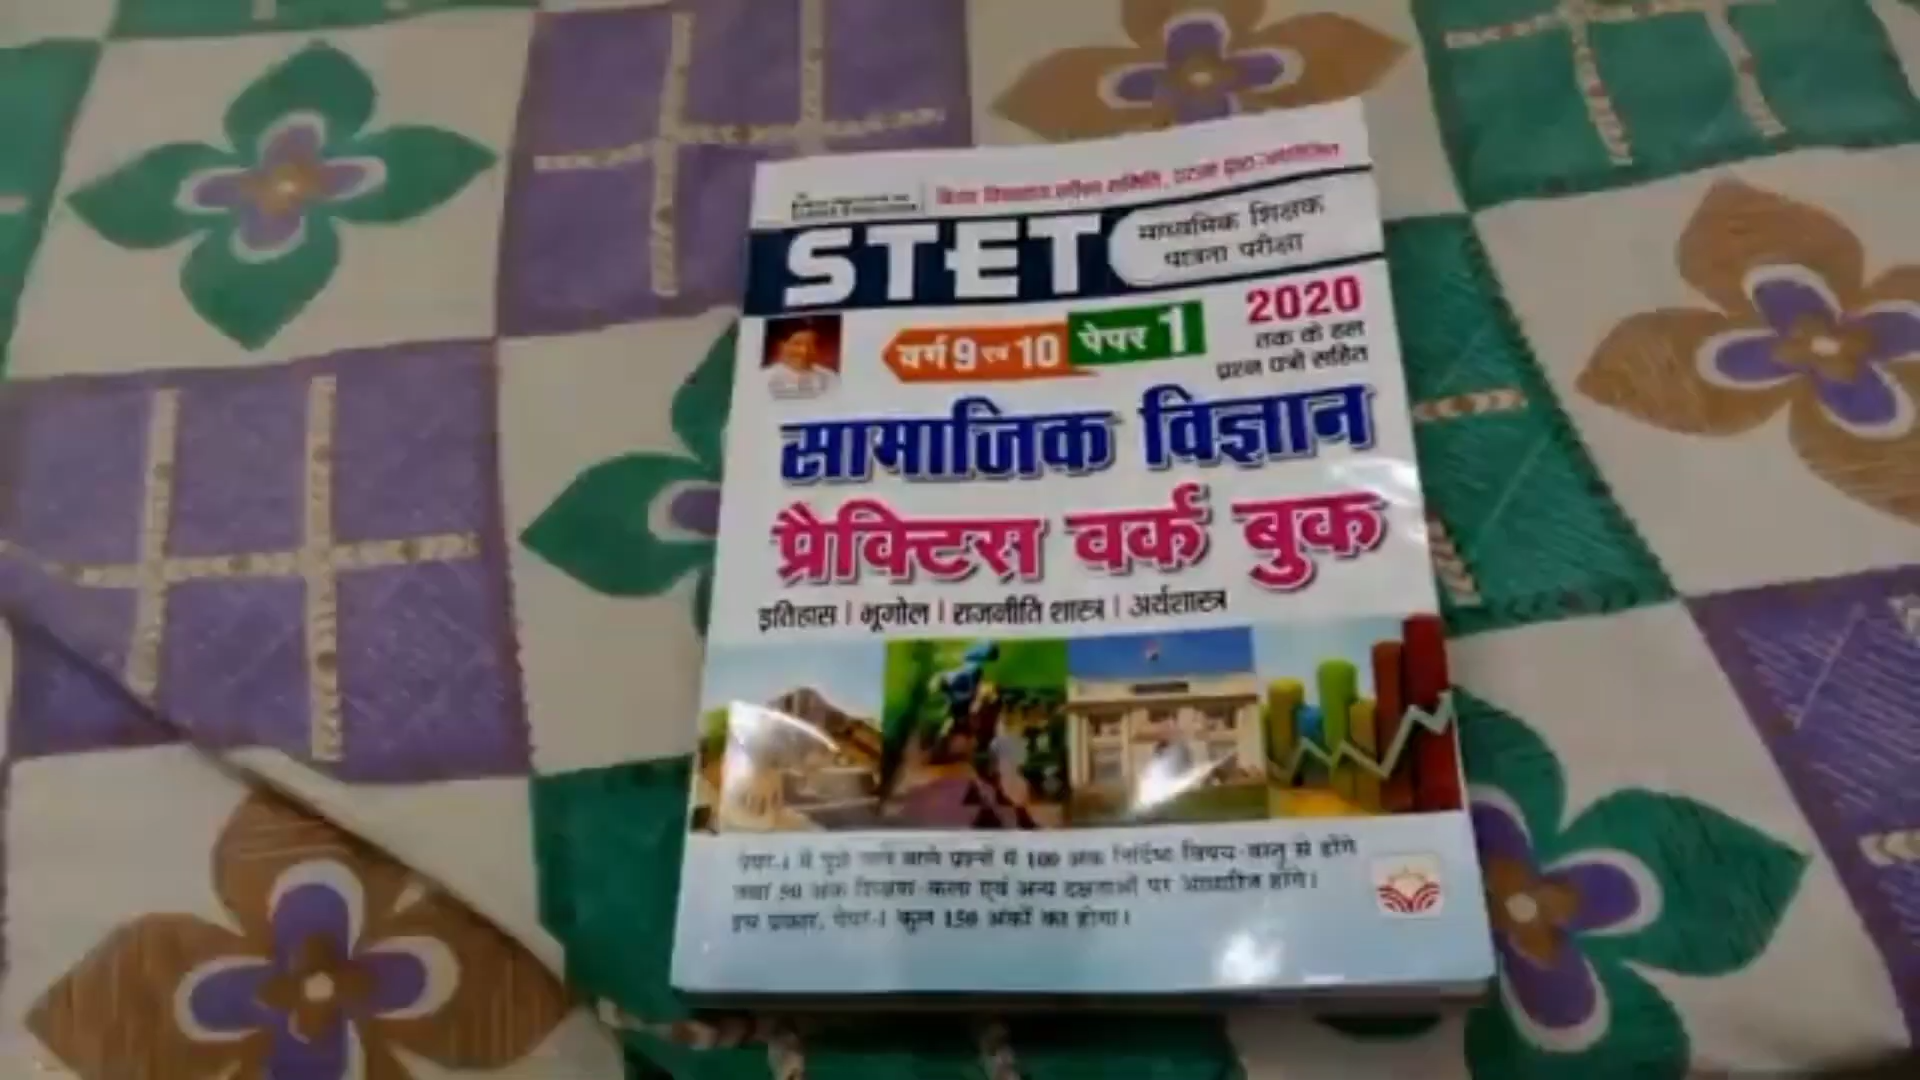 बिहार विद्यालय परीक्षा समिति, पटना द्वारा आयोजित
STET
माध्यमिक शिक्षक
पात्रता परीक्षा
वर्ग 9 एवं 10 पेपर 1
2020
तक के हल
प्रश्न पत्रों सहित
सामाजिक विज्ञान
प्रैक्टिस वर्क बुक
इतिहास | भूगोल | राजनीति शास्त्र | अर्थशास्त्र
पेपर-I में पूछे जाने वाले प्रश्नों में 100 अंक निर्दिष्ट विषय-वस्तु से होंगे
तथा 50 अंक शिक्षण कला एवं अन्य दक्षताओं पर आधारित होंगे।
इस प्रकार, पेपर-I कुल 150 अंकों का होगा।